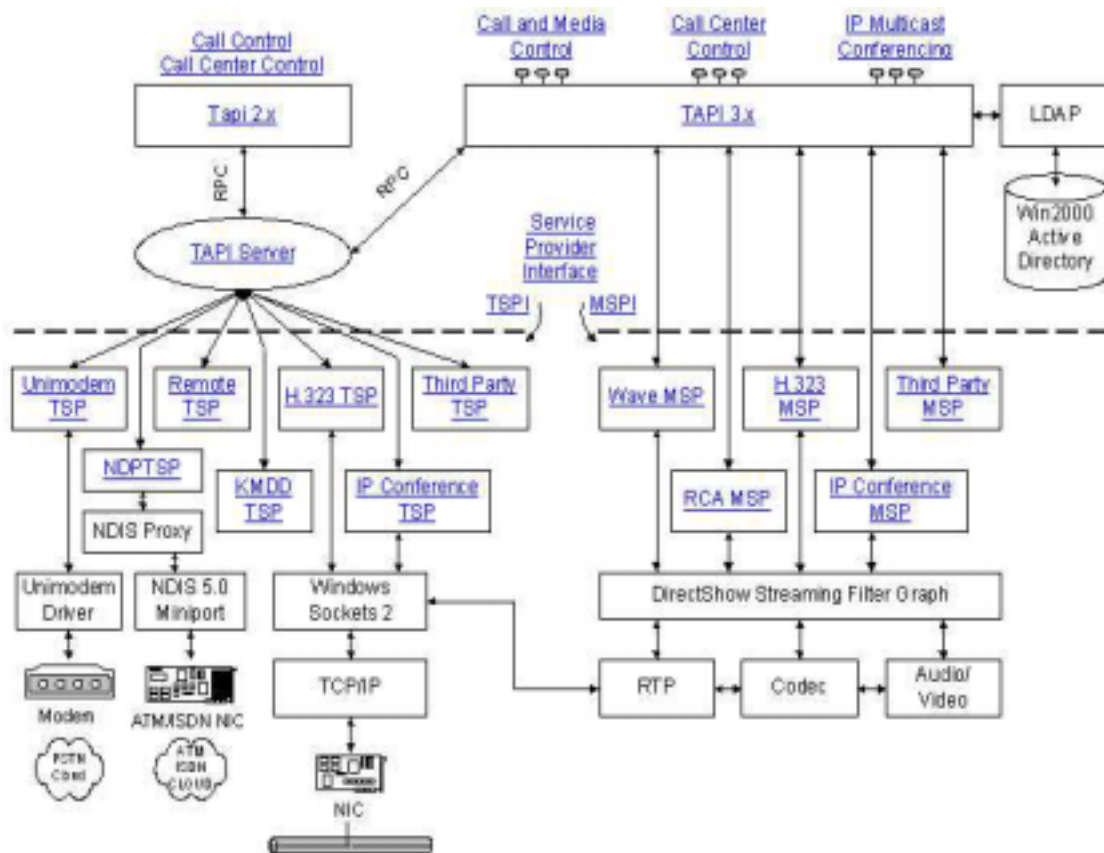 Call Control
Call Center Control
Call and Media
Control
Call Center
Control
IP Multicast
Conferencing
Tapi 2.x
TAPI 3.x
LDAP
RPC
RPC
TAPI Server
Service
Provider
Interface
Win2000
Active
Directory
TSPI
MSPI
Unimodem
TSP
Remote
TSP
H.323 TSP
Third Party
TSP
Wave MSP
H.323
MSP
Third Party
MSP
NDPTSP
KMDD
TSP
IP Conference
TSP
RCA MSP
IP Conference
MSP
NDIS Proxy
Unimodem
Driver
NDIS 5.0
Miniport
Windows
Sockets 2
DirectShow Streaming Filter Graph
TCP/IP
RTP
Codec
Audio/
Video
Modem
ATM/ISDN NIC
PSTN
ATM
ISDN
CLOUD
NIC